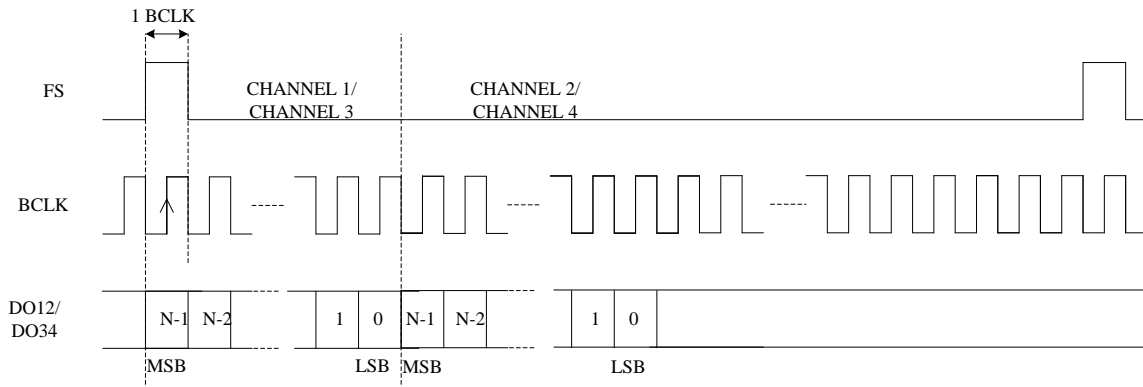 1 BCLK
FS
CHANNEL 1/
CHANNEL 3
CHANNEL 2/
CHANNEL 4
BCLK
DO12/
DO34
N-1 N-2 1 0 N-1 N-2 1 0
MSB LSB MSB LSB